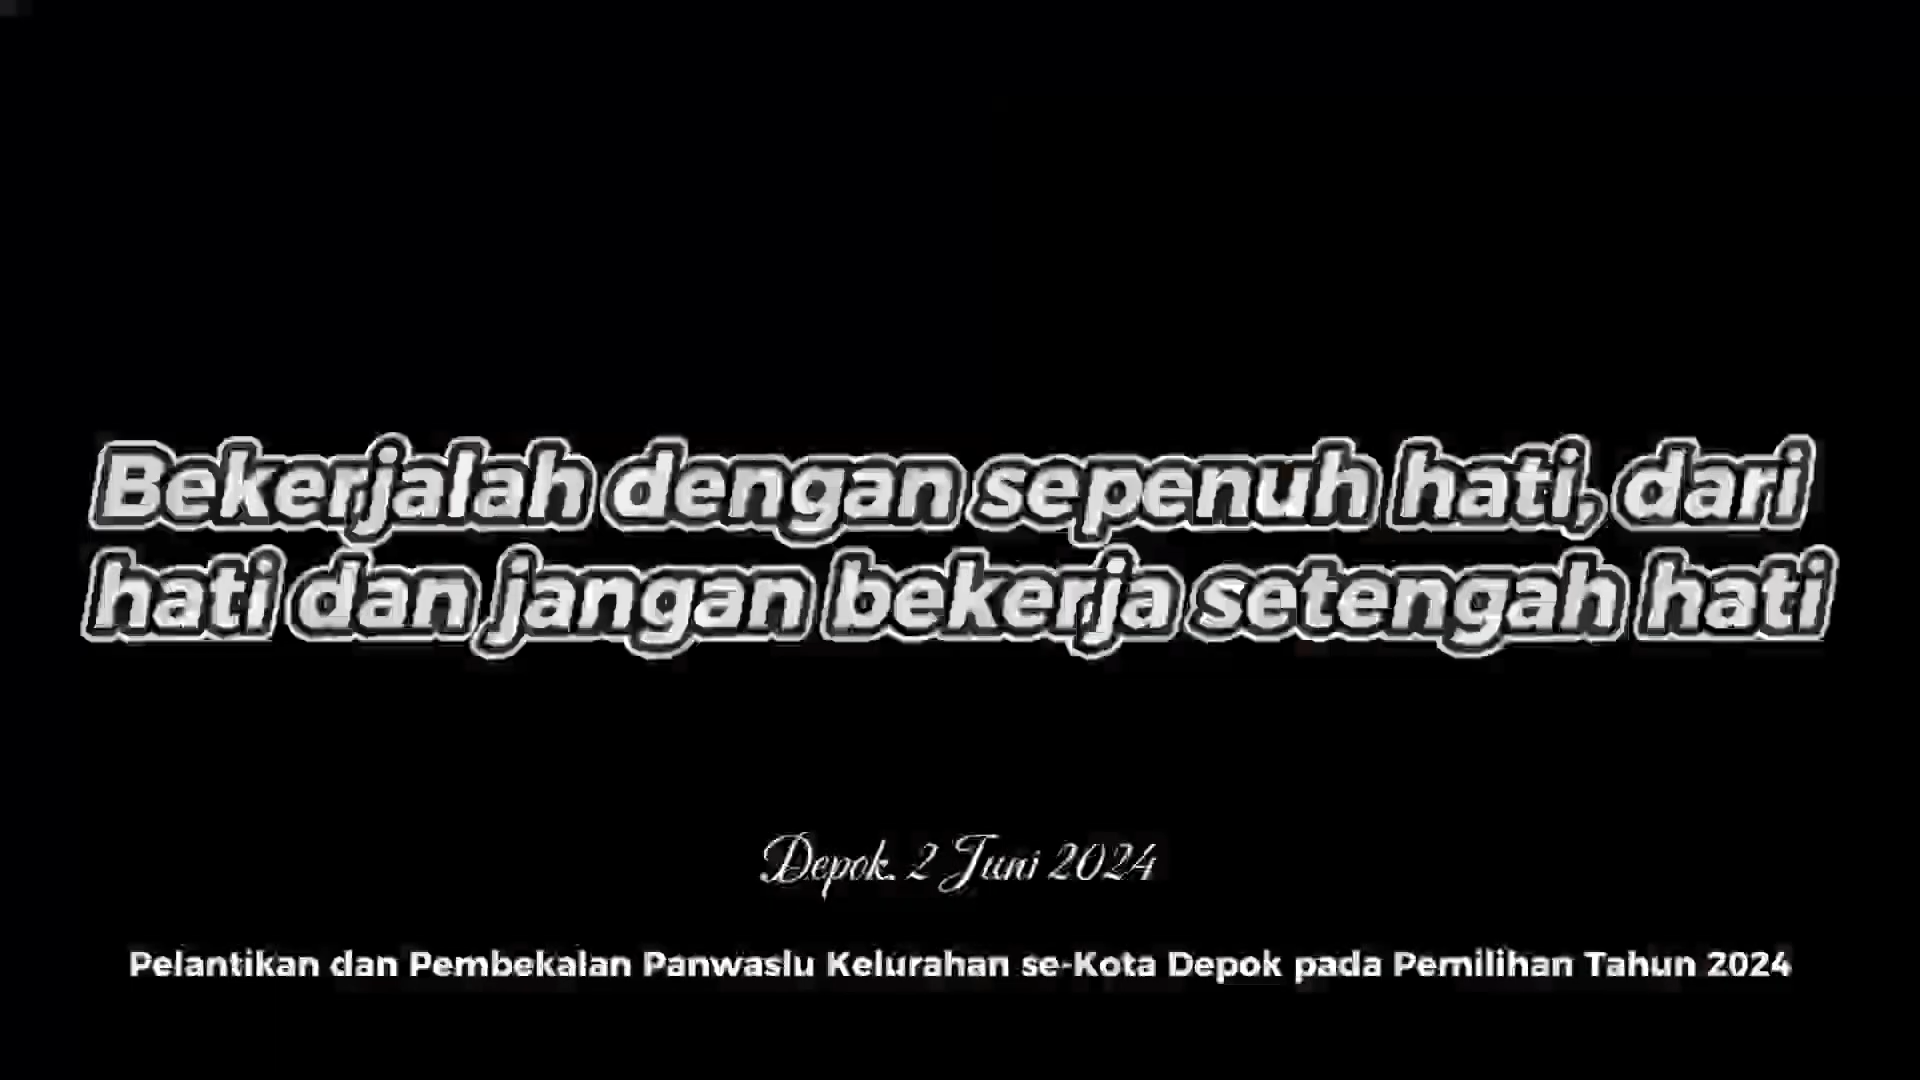 Bekerjalah dengan sepenuh hati, dari
hati dan jangan bekerja setengah hati
Depok, 2 Juni 2024
Pelantikan dan Pembekalan Panwaslu Kelurahan se-Kota Depok pada Pemilihan Tahun 2024